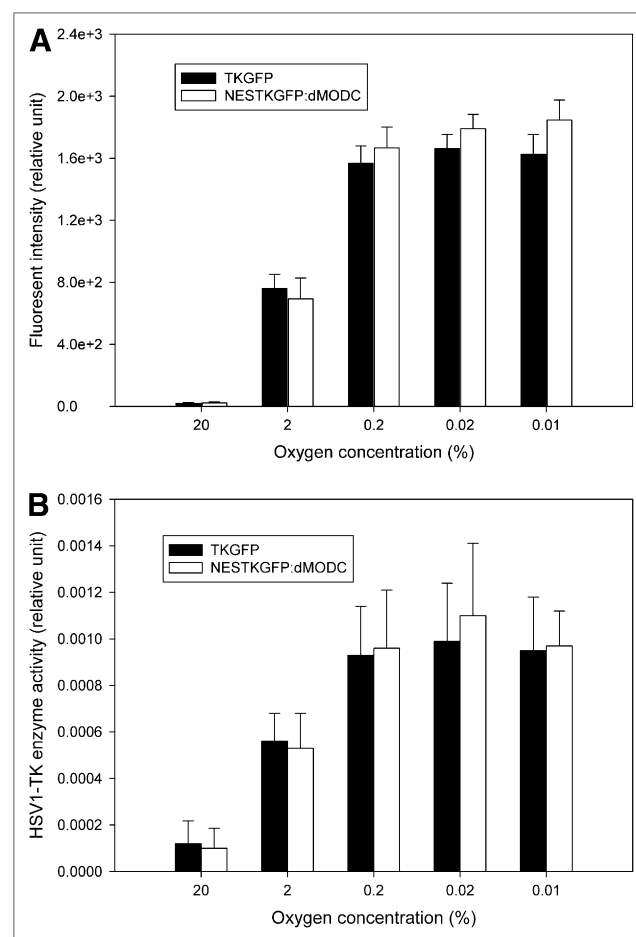 A
2.4e+3
2.0e+3
1.6e+3
1.2e+3
8.0e+2
4.0e+2
0.0
Fluoresent intensity (relative unit)
TKGFP
NESTKGFP:dMODC
20 2 0.2 0.02 0.01
Oxygen concentration (%)
B
0.0016
0.0014
0.0012
0.0010
0.0008
0.0006
0.0004
0.0002
0.0000
HSV1-TK enzyme activity (relative unit)
TKGFP
NESTKGFP:dMODC
20 2 0.2 0.02 0.01
Oxygen concentration (%)